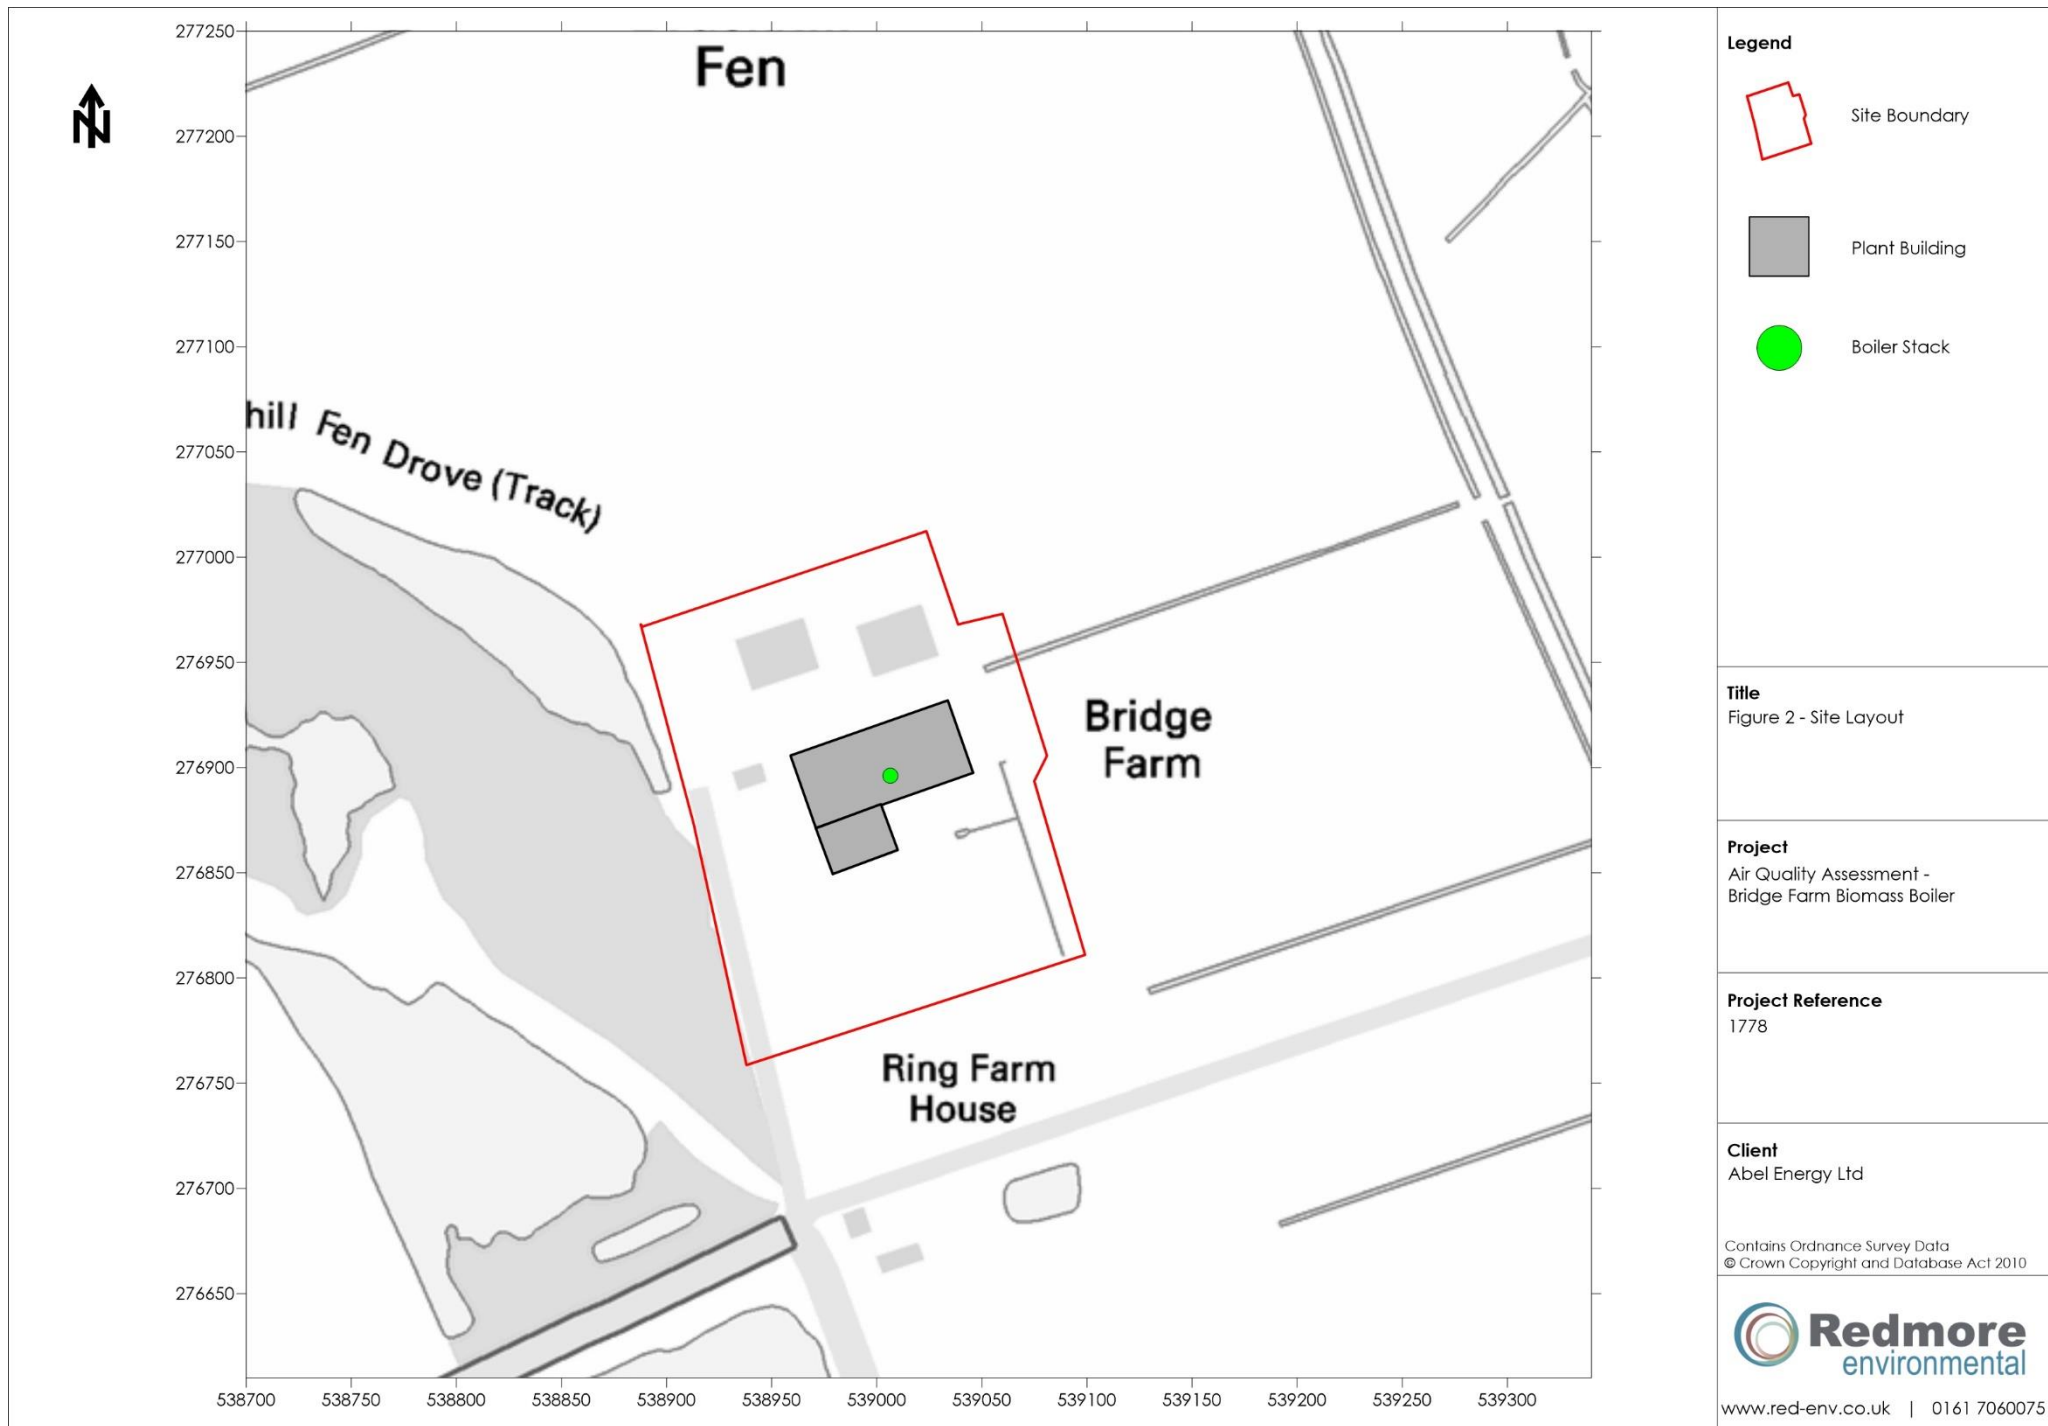 277250
277200
277150
277100
277050
277000
276950
276900
276850
276800
276750
276700
276650
538700
538750
538800
538850
538900
538950
539000
539050
539100
539150
539200
539250
539300
N
Fen
hill Fen Drove (Track)
Bridge
Farm
Ring Farm
House
Legend
Site Boundary
Plant Building
Boiler Stack
Title
Figure 2 - Site Layout
Project
Air Quality Assessment -
Bridge Farm Biomass Boiler
Project Reference
1778
Client
Abel Energy Ltd
Contains Ordnance Survey Data
© Crown Copyright and Database Act 2010
Redmore
environmental
www.red-env.co.uk | 0161 7060075